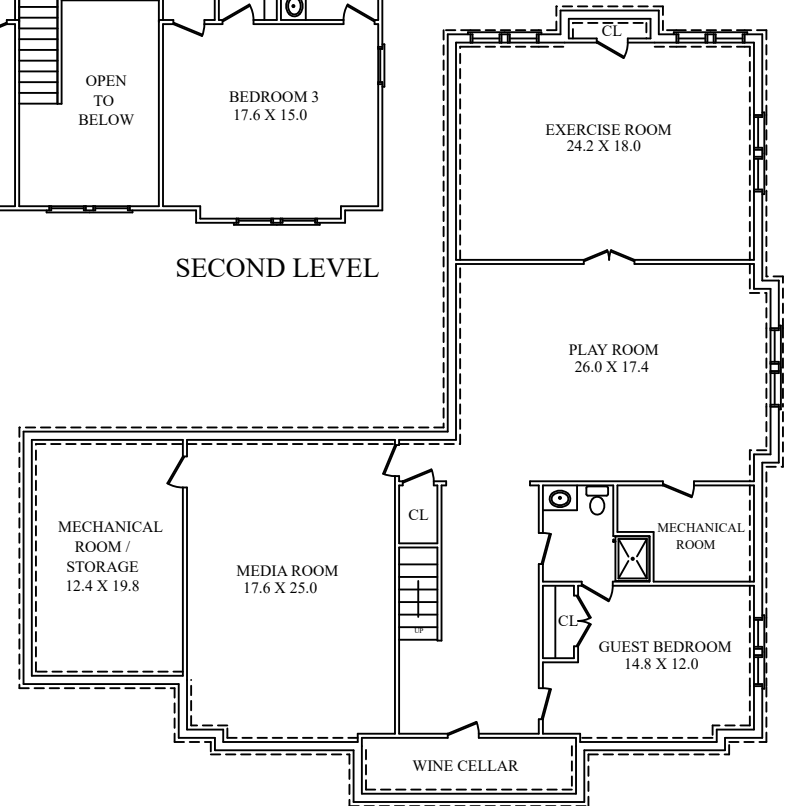 OPEN
TO
BELOW
BEDROOM 3
17.6 X 15.0
SECOND LEVEL
CL
EXERCISE ROOM
24.2 X 18.0
PLAY ROOM
26.0 X 17.4
MECHANICAL
ROOM /
STORAGE
12.4 X 19.8
MEDIA ROOM
17.6 X 25.0
CL
UP
MECHANICAL
ROOM
CL
GUEST BEDROOM
14.8 X 12.0
WINE CELLAR